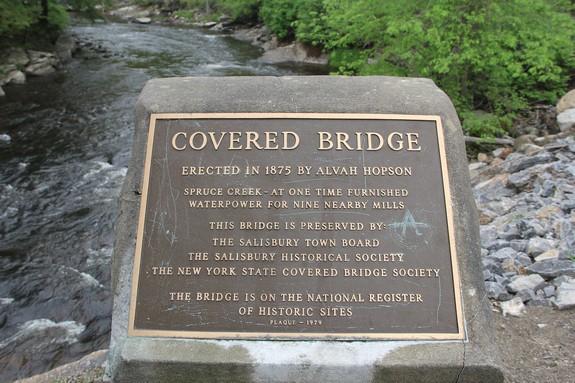 COVERED BRIDGE
ERECTED IN 1875 BY ALVAH HOPSON
SPRUCE CREEK - AT ONE TIME FURNISHED
WATERPOWER FOR NINE NEARBY MILLS
THIS BRIDGE IS PRESERVED BY:
THE SALISBURY TOWN BOARD
THE SALISBURY HISTORICAL SOCIETY
THE NEW YORK STATE COVERED BRIDGE SOCIETY
THE BRIDGE IS ON THE NATIONAL REGISTER
OF HISTORIC SITES
PLAQUE - 1979